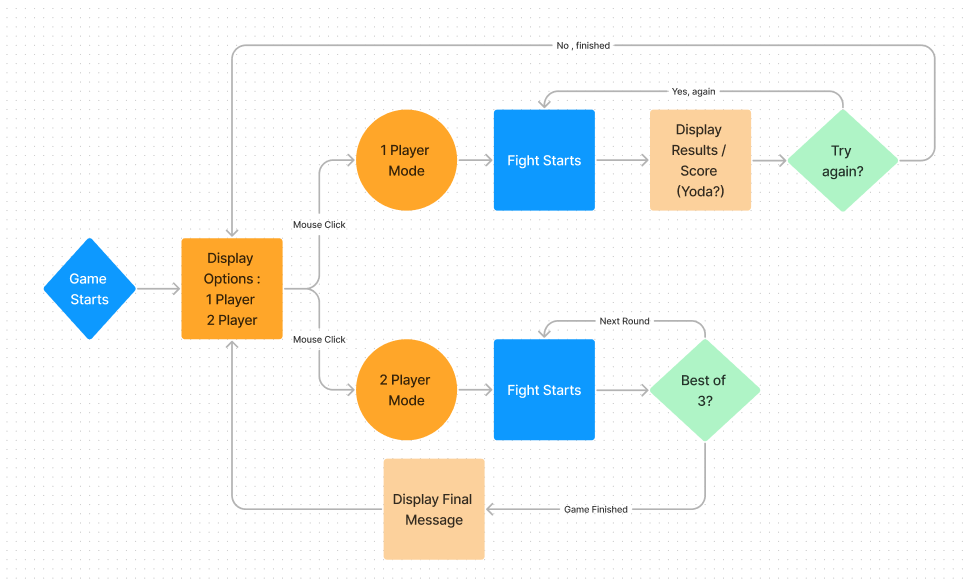 No , finished
Yes, again
1 Player
Mode
Fight Starts
Display
Results /
Score
(Yoda?)
Try
again?
Mouse Click
Game
Starts
Display
Options :
1 Player
2 Player
Mouse Click
Next Round
2 Player
Mode
Fight Starts
Best of
3?
Display Final
Message
Game Finished